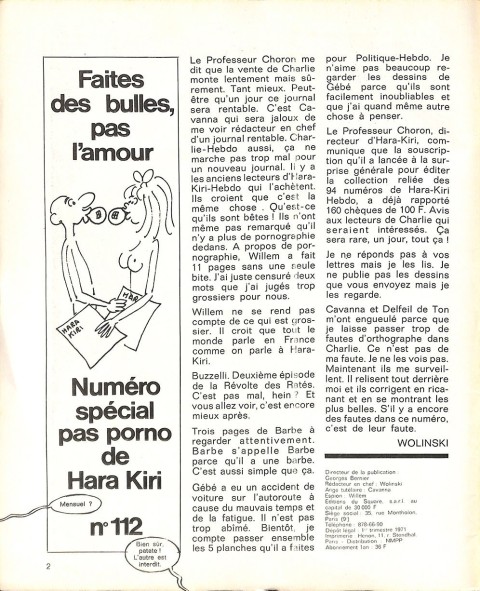 Faites
des bulles,
pas
l'amour
HARA
KIRI
HAR
Numéro
spécial
pas porno
de
Hara Kiri
Mensuel ?
n° 112
Bien sûr,
patate !
L'autre est
interdit.
2
Le Professeur Choron me
dit que la vente de Charlie
monte lentement mais sû-
rement. Tant mieux. Peut-
être qu'un jour ce journal
sera rentable. C'est Ca-
vanna qui sera jaloux de
me voir rédacteur en chef
d'un journal rentable. Char-
lie-Hebdo aussi, ça ne
marche pas trop mal pour
un nouveau journal. Il y a
les anciens lecteurs d'Hara-
Kiri-Hebdo qui l'achètent.
Ils croient que c'est la
même chose. Qu'est-ce
qu'ils sont bêtes ! Ils n'ont
même pas remarqué qu'il
n'y a plus de pornographie
dedans. A propos de por-
nographie, Willem a fait
11 pages sans une seule
bite. J'ai juste censuré deux
mots que j'ai jugés trop
grossiers pour nous.
Willem ne se rend pas
compte de ce qui est gros-
sier. Il croit que tout le
monde parle en France
comme on parle à Hara-
Kiri.
Buzzelli. Deuxième épisode
de la Révolte des Ratés.
C'est pas mal, hein ? Et
vous allez voir, c'est encore
mieux après.
Trois pages de Barbe à
regarder attentivement.
Barbe s'appelle Barbe
parce qu'il a une barbe.
C'est aussi simple que ça.
Gébé a eu un accident de
voiture sur l'autoroute à
cause du mauvais temps et
de la fatigue. Il n'est pas
trop abîmé. Bientôt, je
compte passer ensemble
les 5 planches qu'il a faites
pour Politique-Hebdo. Je
n'aime pas beaucoup re-
garder les dessins de
Gébé parce qu'ils sont
facilement inoubliables et
que j'ai quand même autre
chose à penser.
Le Professeur Choron, di-
recteur d'Hara-Kiri, com-
munique que la souscrip-
tion qu'il a lancée à la sur-
prise générale pour éditer
la collection reliée des
94 numéros de Hara-Kiri
Hebdo, a déjà rapporté
160 chèques de 100 F. Avis
aux lecteurs de Charlie qui
seraient intéressés. Ça
sera rare, un jour, tout ça !
Je ne réponds pas à vos
lettres mais je les lis. Je
ne publie pas les dessins
que vous envoyez mais je
les regarde.
Cavanna et Delfeil de Ton
m'ont engueulé parce que
je laisse passer trop de
fautes d'orthographe dans
Charlie. Ce n'est pas de
ma faute. Je ne les vois pas.
Maintenant ils me surveil-
lent. Il relisent tout derrière
moi et ils corrigent en rica-
nant et en se montrant les
plus belles. S'il y a encore
des fautes dans ce numéro,
c'est de leur faute.
WOLINSKI
Directeur de la publication :
Georges Bernier
Rédacteur en chef : Wolinski
Ange tutélaire : Cavanna
Espion : Willem
Editions du Square, s.a.r.l. au
capital de 30 000 F
Siège social : 35, rue Montholon,
Paris (9e)
Téléphone : 878-66-00
Dépôt légal : 1er trimestre 1971
Imprimerie : Henon, 11, r. Stendhal
Paris - Distribution : NMPP
Abonnement 1 an : 36 F